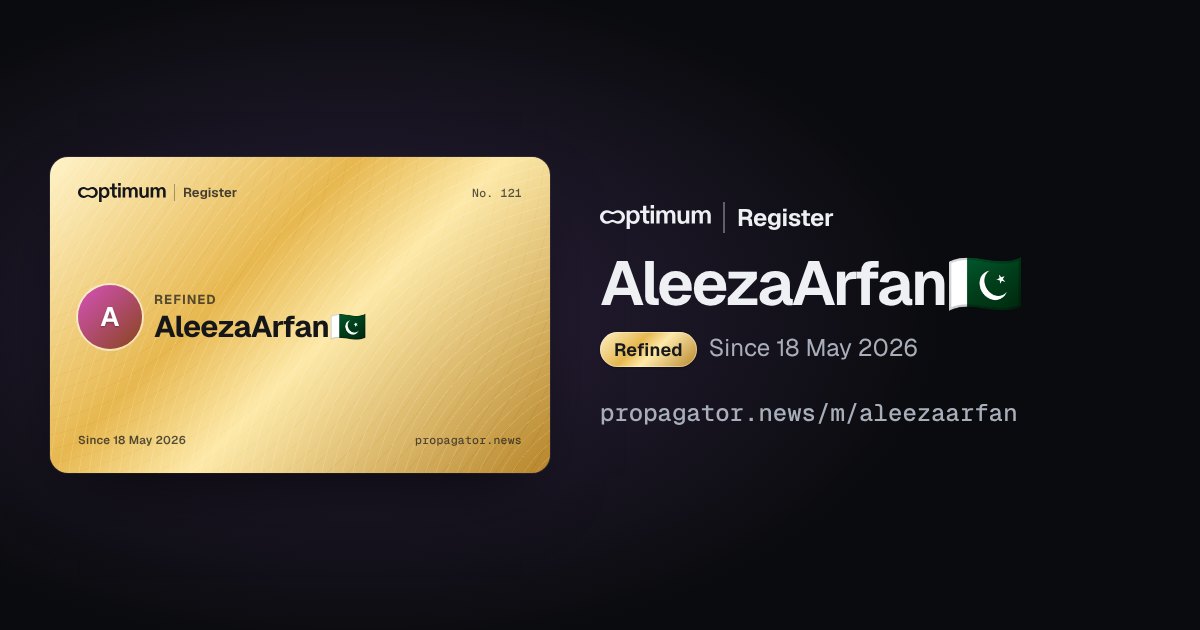 optimum | Register
No. 121
A
REFINED
AleezaArfan🇵🇰
Since 18 May 2026
propagator.news
optimum | Register
AleezaArfan🇵🇰
Refined
Since 18 May 2026
propagator.news/m/aleezaarfan